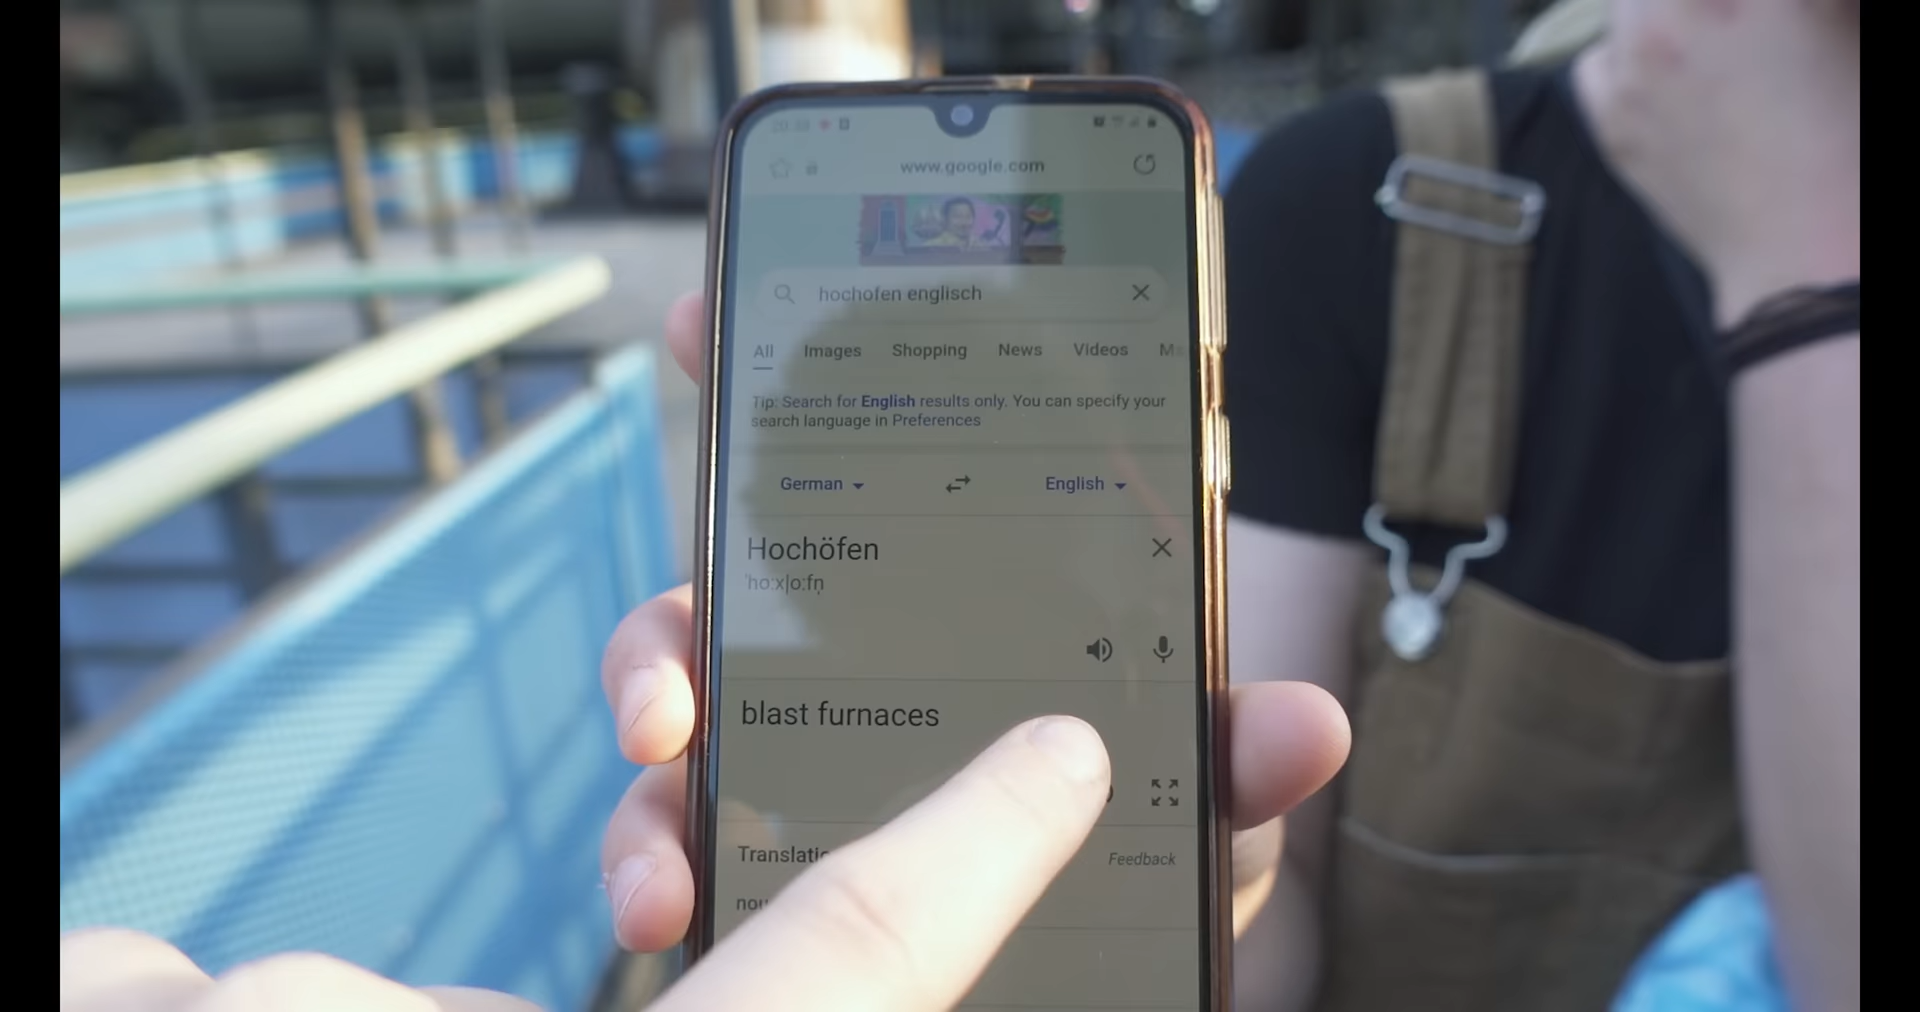 www.google.com
hochofen englisch
All Images Shopping News Videos
Tip: Search for English results only. You can specify your
search language in Preferences
German English
Hochöfen
ˈhoːx|oːfn̩
blast furnaces
Feedback